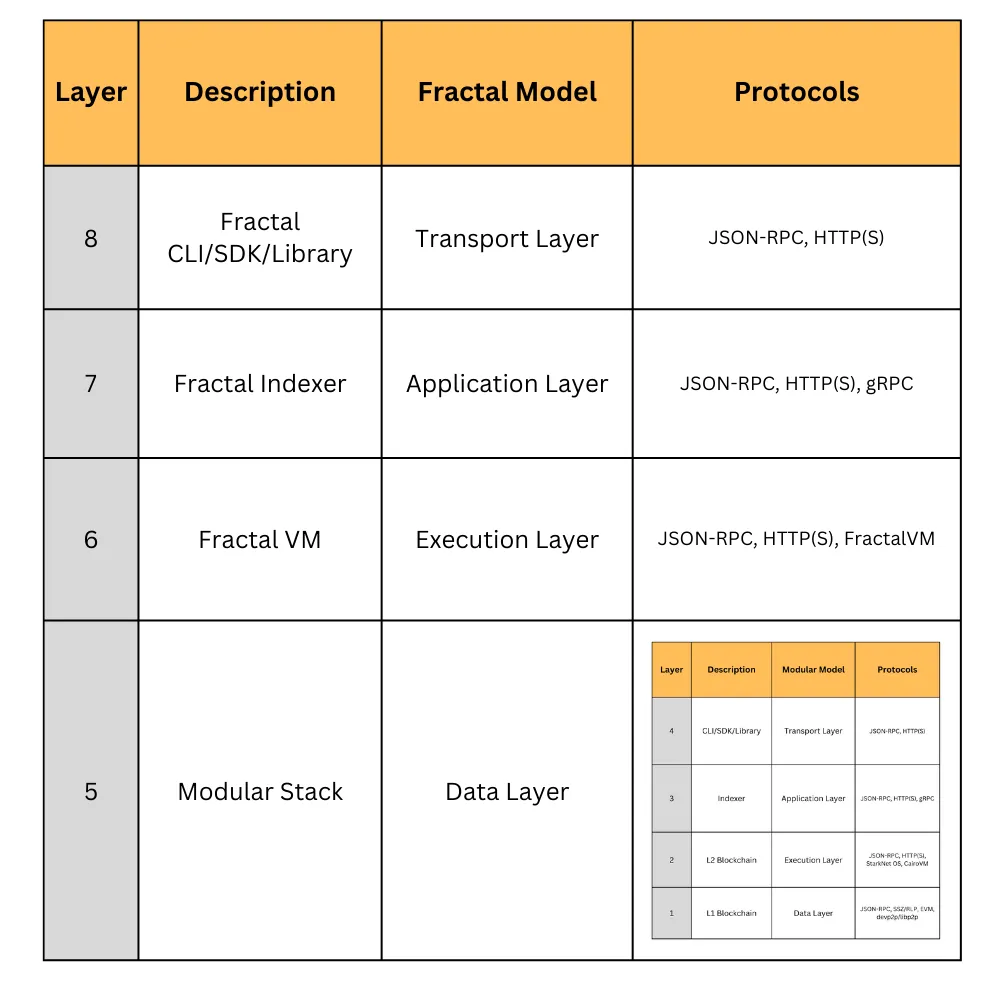 Layer
Description
Fractal Model
Protocols
8
Fractal
CLI/SDK/Library
Transport Layer
JSON-RPC, HTTP(S)
7
Fractal Indexer
Application Layer
JSON-RPC, HTTP(S), gRPC
6
Fractal VM
Execution Layer
JSON-RPC, HTTP(S), FractalVM
5
Modular Stack
Data Layer
Layer
Description
Modular Model
Protocols
4
CLI/SDK/Library
Transport Layer
JSON-RPC, HTTP(S)
3
Indexer
Application Layer
JSON-RPC, HTTP(S), gRPC
2
L2 Blockchain
Execution Layer
JSON-RPC, HTTP(S),
StarkNet OS, CairoVM
1
L1 Blockchain
Data Layer
JSON-RPC, SSZ/RLP, EVM,
devp2p/libp2p